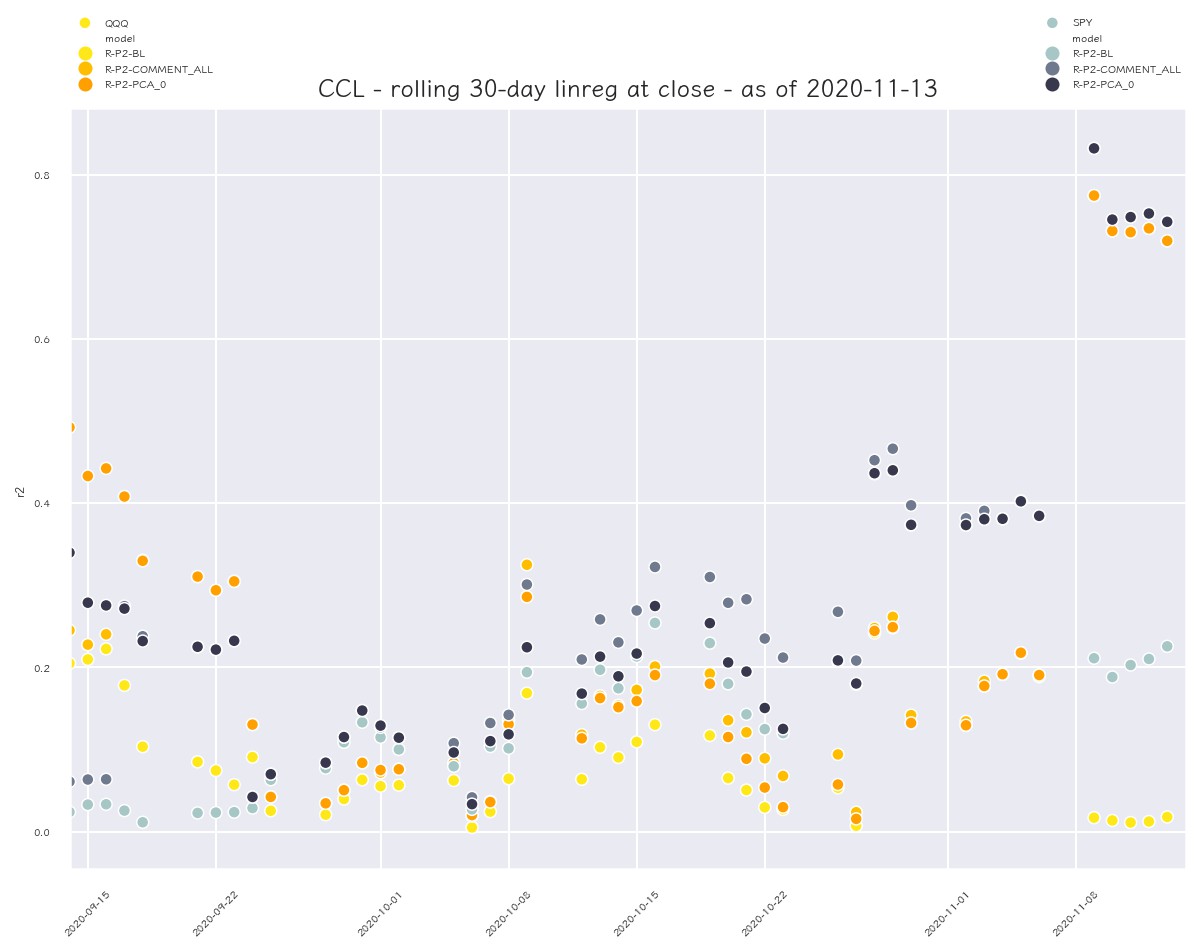 QQQ
model
R-P2-BL
R-P2-COMMENT_ALL
R-P2-PCA_0
SPY
model
R-P2-BL
R-P2-COMMENT_ALL
R-P2-PCA_0
CCL - rolling 30-day linreg at close - as of 2020-11-13
r2
0.8
0.6
0.4
0.2
0.0
2020-09-15
2020-09-22
2020-10-01
2020-10-08
2020-10-15
2020-10-22
2020-11-01
2020-11-08